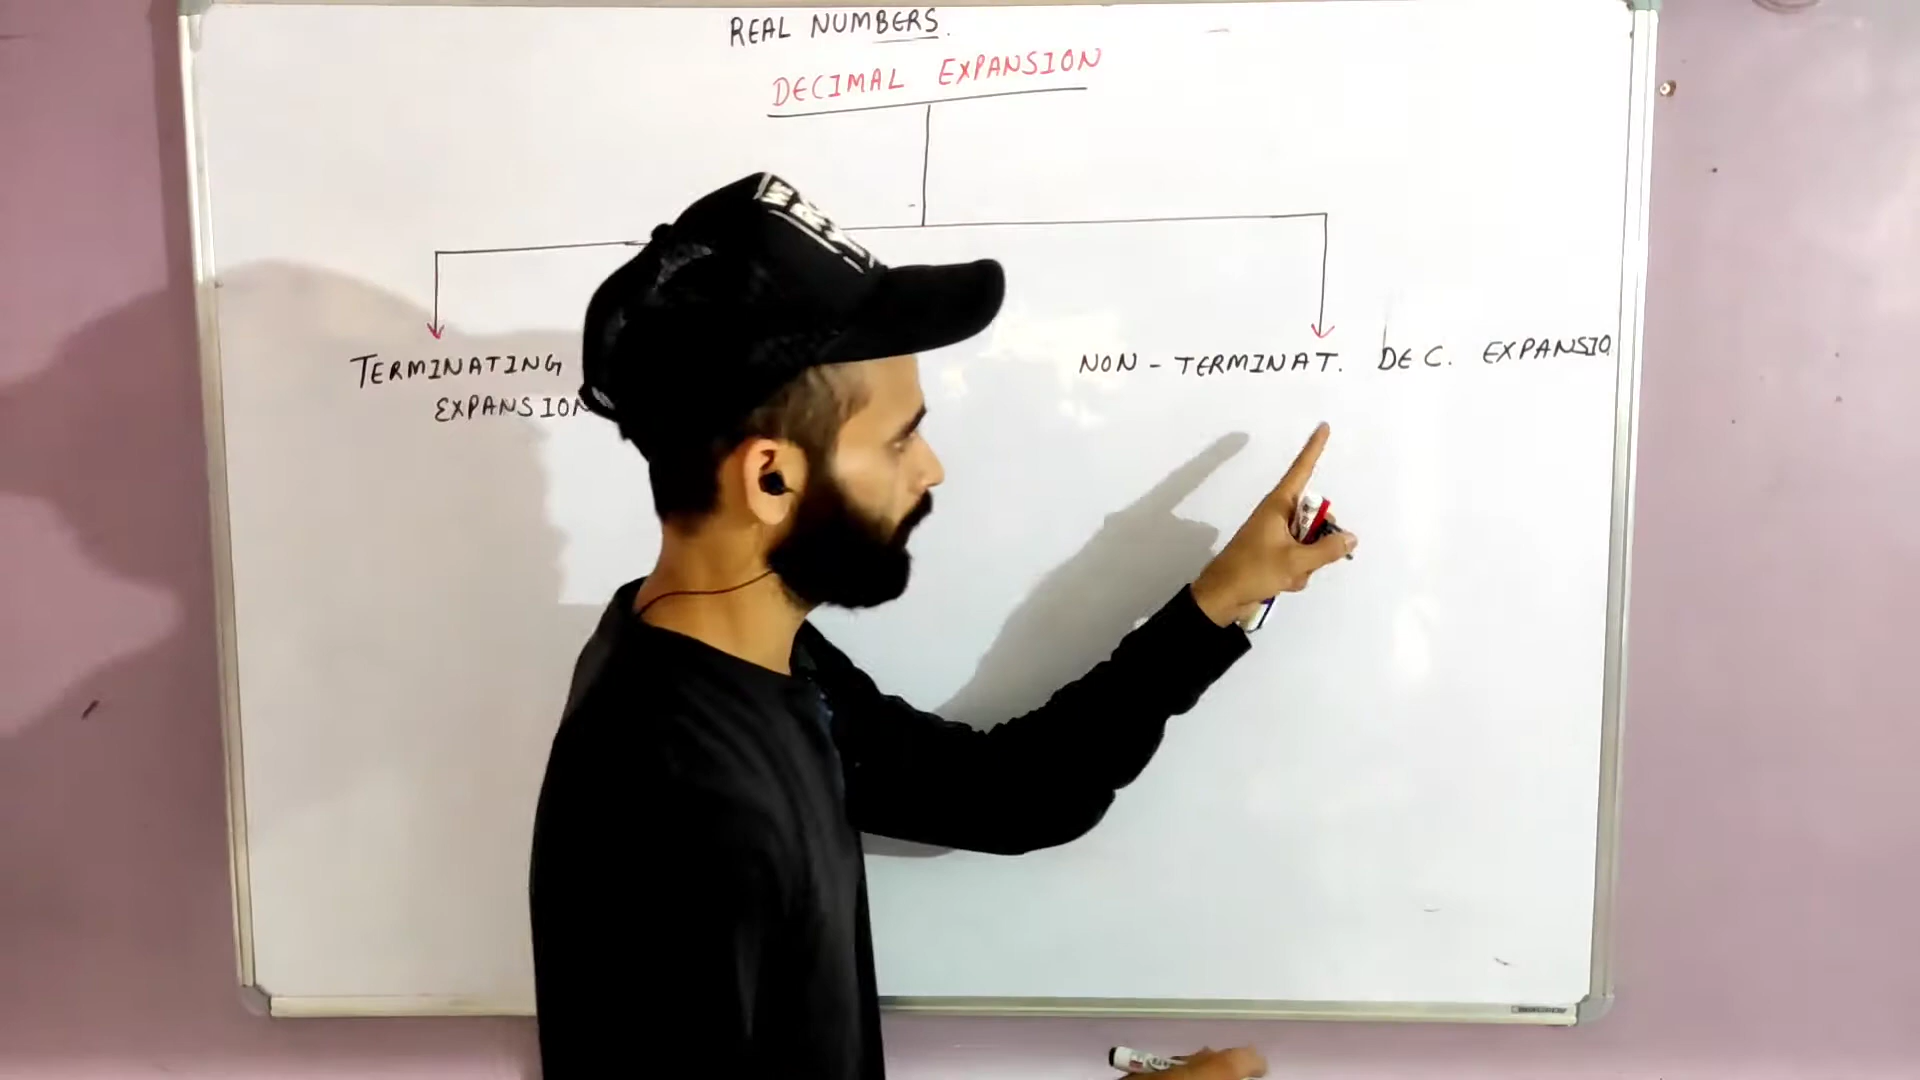 REAL NUMBERS.
DECIMAL EXPANSION
TERMINATING
EXPANSION
NON - TERMINAT. DEC. EXPANSIO